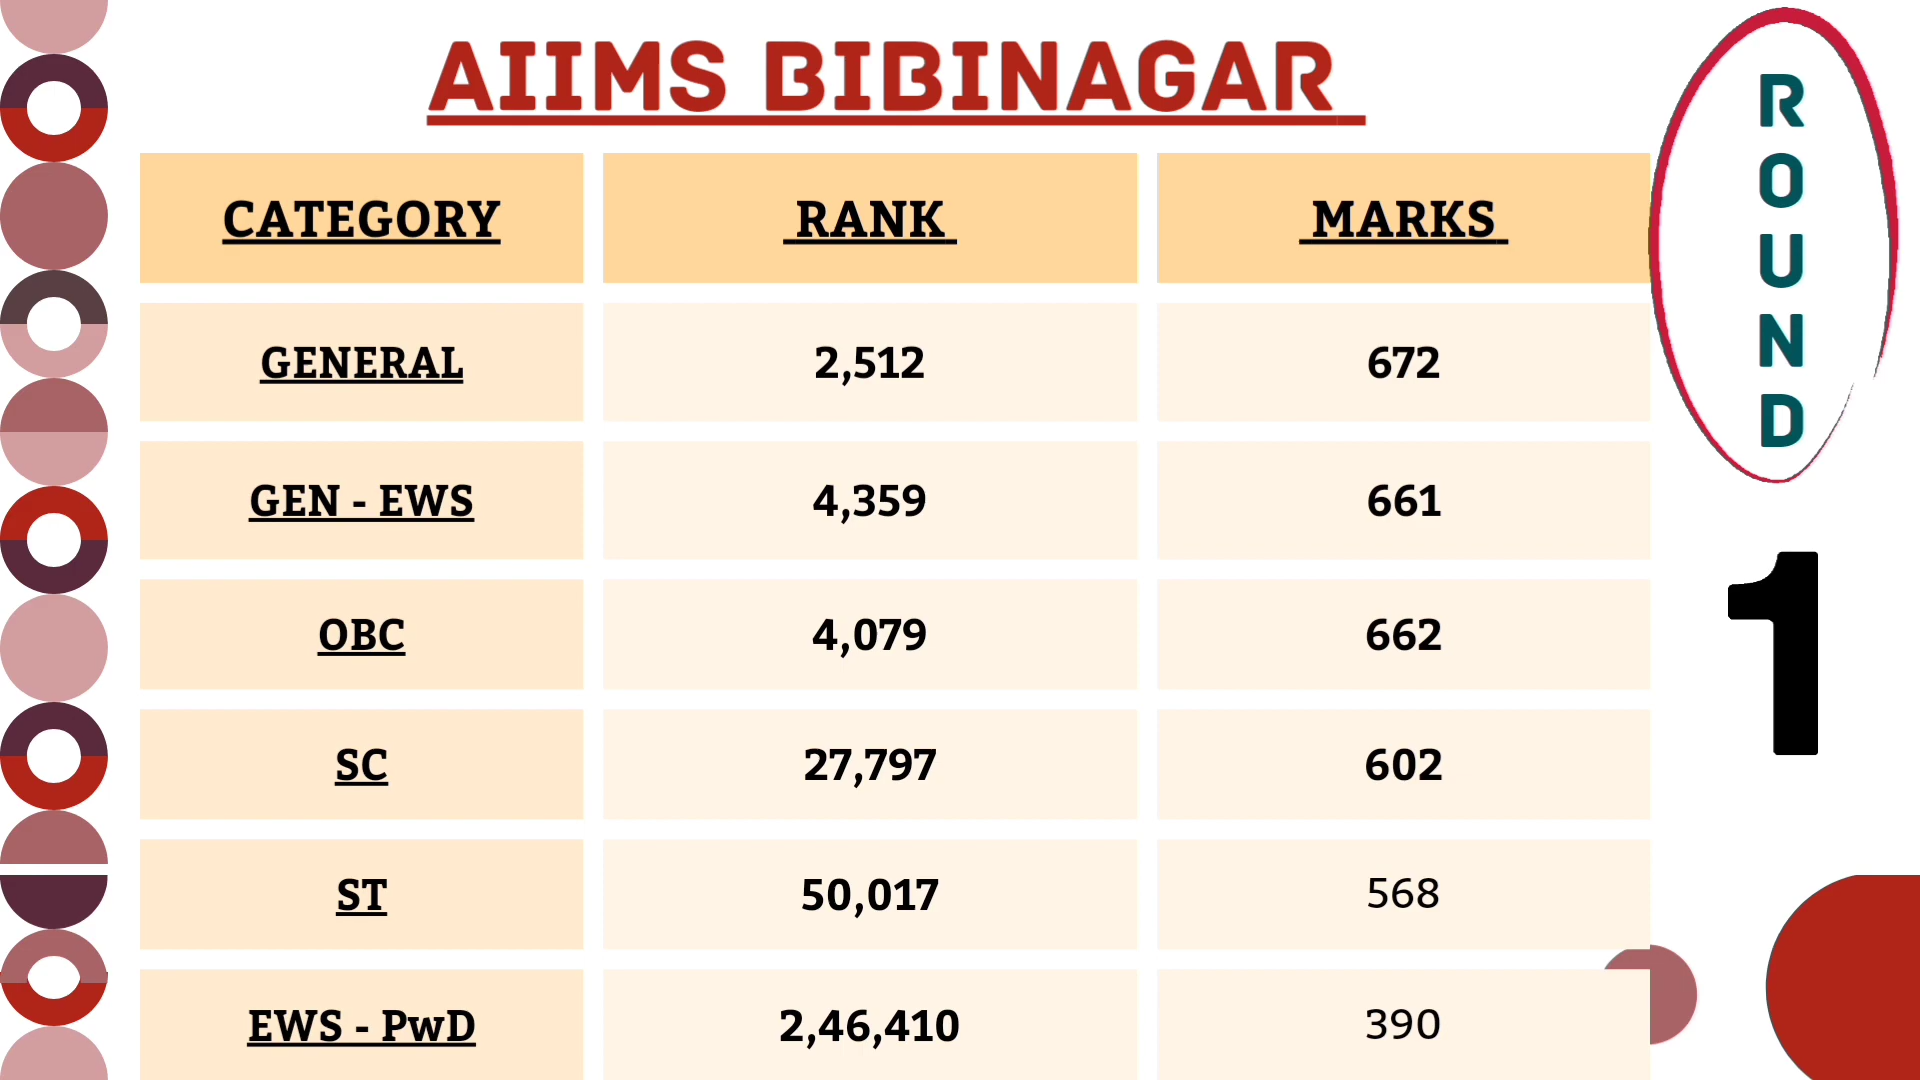 AIIMS BIBINAGAR
CATEGORY RANK MARKS
GENERAL 2,512 672
GEN - EWS 4,359 661
OBC 4,079 662
SC 27,797 602
ST 50,017 568
EWS - PwD 2,46,410 390
R
O
U
N
D
1